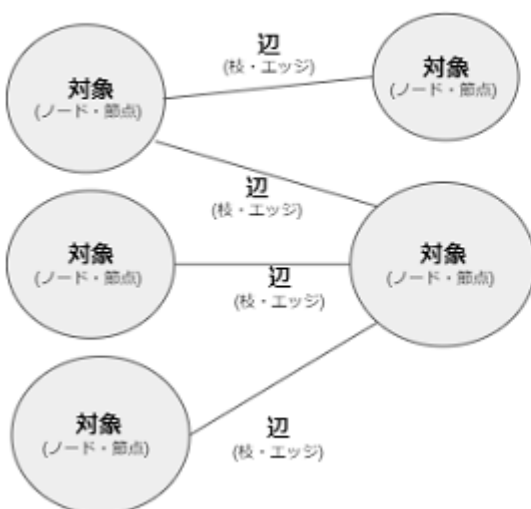 辺
(枝・エッジ)
対象
(ノード・節点)
対象
(ノード・節点)
辺
(枝・エッジ)
対象
(ノード・節点)
対象
(ノード・節点)
辺
(枝・エッジ)
対象
(ノード・節点)
辺
(枝・エッジ)